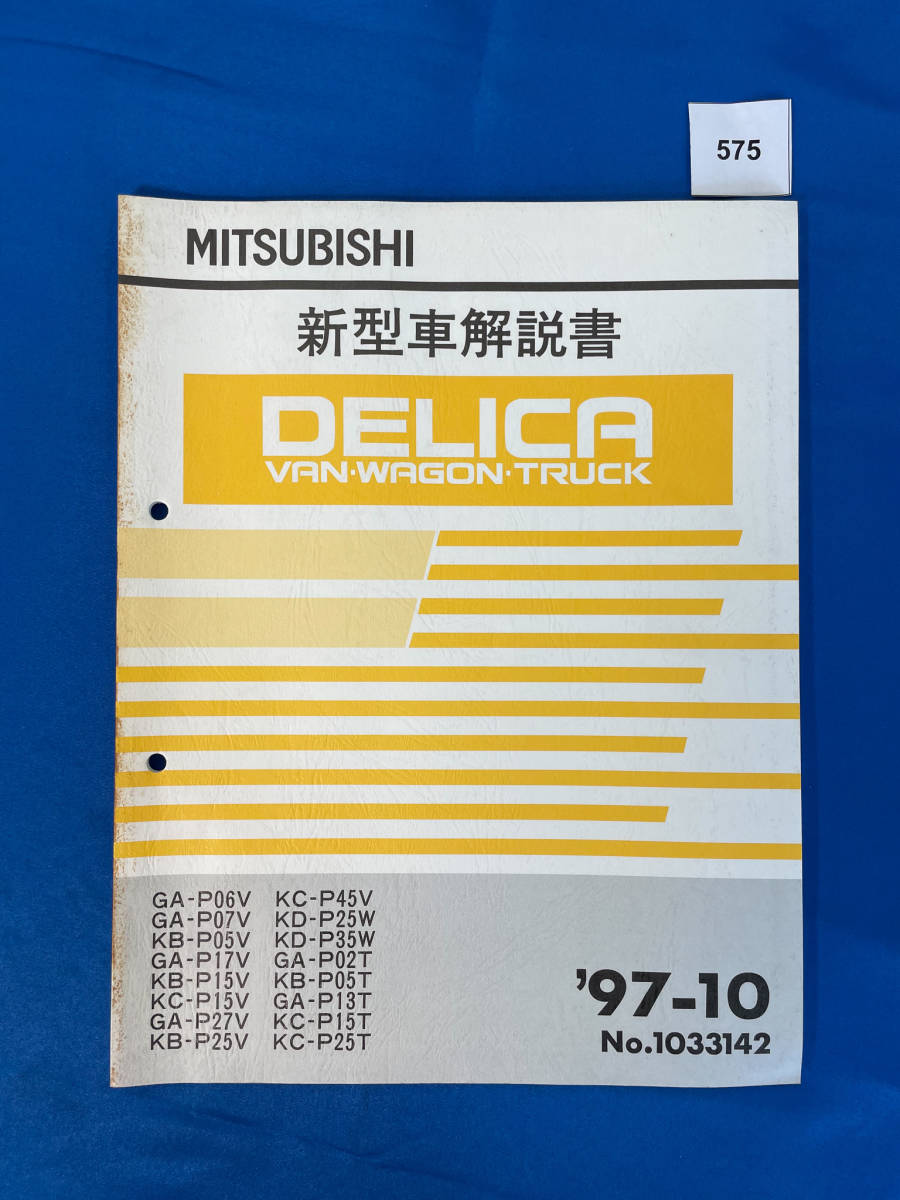 575
MITSUBISHI
新型車解説書
DELICA
VAN·WAGON·TRUCK
GA-P06V KC-P45V
GA-P07V KD-P25W
KB-P05V KD-P35W
GA-P17V GA-P02T
KB-P15V KB-P05T
KC-P15V GA-P13T
GA-P27V KC-P15T
KB-P25V KC-P25T
'97-10
No.1033142